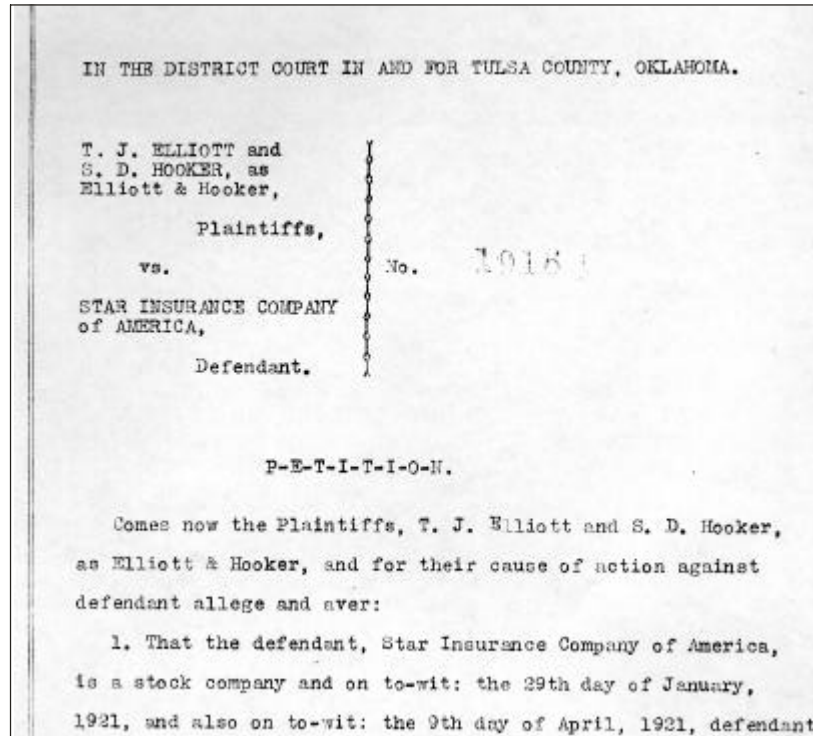 IN THE DISTRICT COURT IN AND FOR TULSA COUNTY, OKLAHOMA.
T. J. ELLIOTT and
S. D. HOOKER, as
Elliott & Hooker,
Plaintiffs,
vs.
No.
STAR INSURANCE COMPANY
of AMERICA,
Defendant.
P-E-T-I-T-I-O-N.
Comes now the Plaintiffs, T. J. Elliott and S. D. Hooker,
as Elliott & Hooker, and for their cause of action against
defendant allege and aver:
1. That the defendant, Star Insurance Company of America,
is a stock company and on to-wit: the 29th day of January,
1921, and also on to-wit: the 9th day of April, 1921, defendant